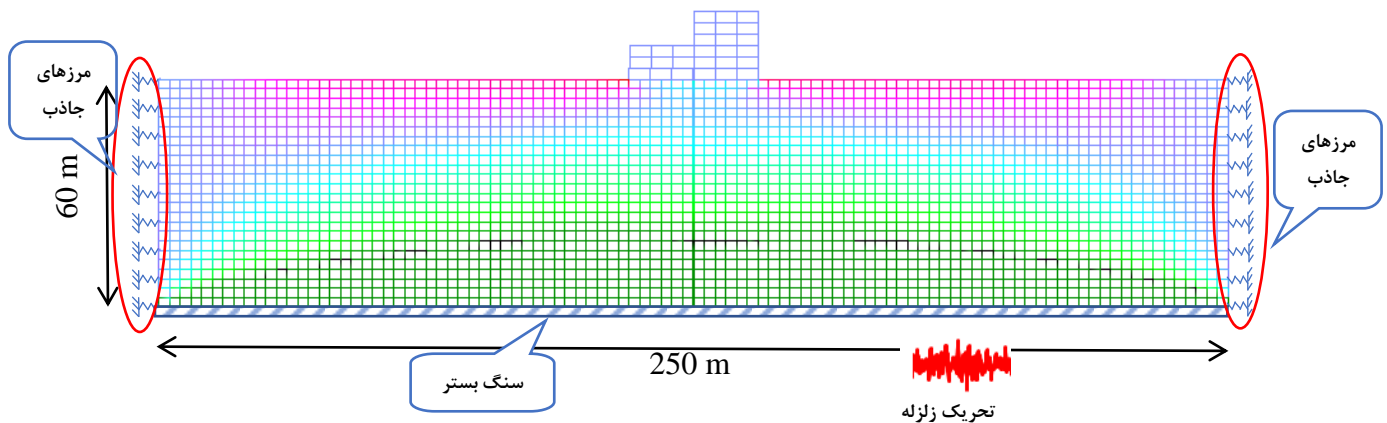 مرزهای
جاذب
60 m
مرزهای
جاذب
250 m
سنگ بستر
تحریک زلزله